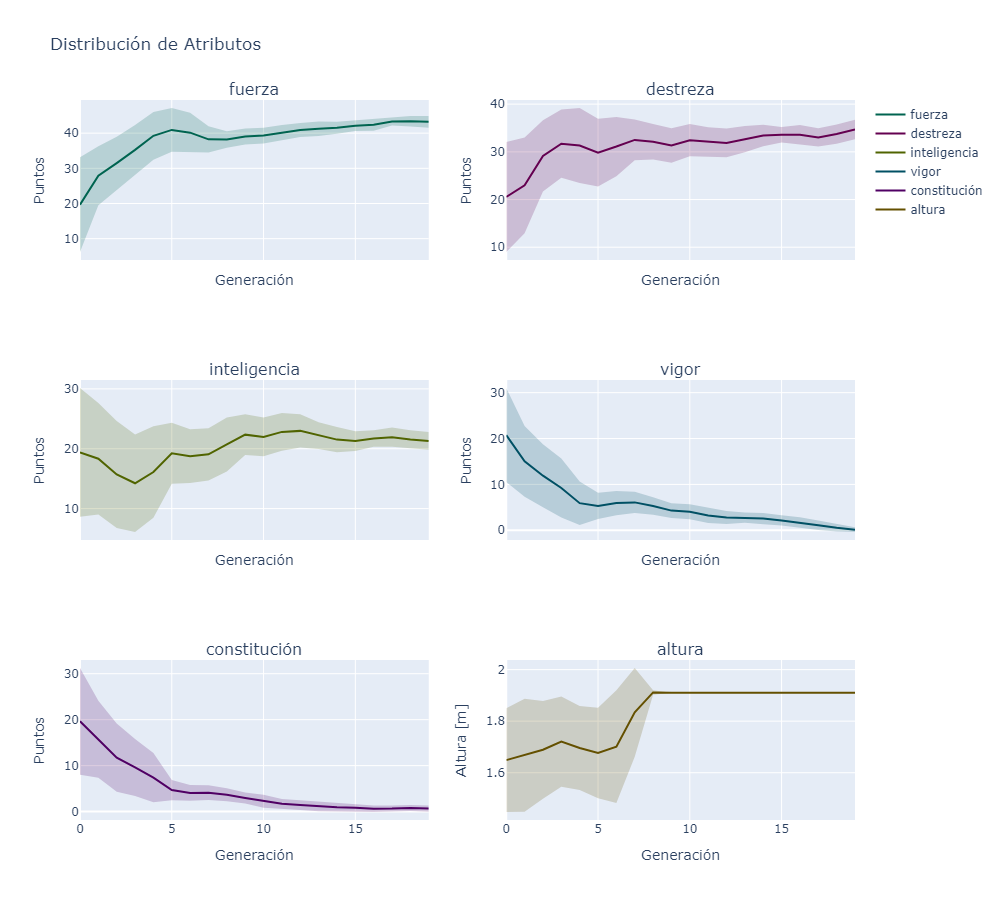 Distribución de Atributos
fuerza
destreza
40
30
20
10
Puntos
Generación
40
30
20
10
Puntos
Generación
fuerza
destreza
inteligencia
vigor
constitución
altura
inteligencia
vigor
30
20
10
Puntos
Generación
30
20
10
0
Puntos
Generación
constitución
altura
30
20
10
0
Puntos
0 5 10 15
Generación
2
1.8
1.6
Altura [m]
0 5 10 15
Generación